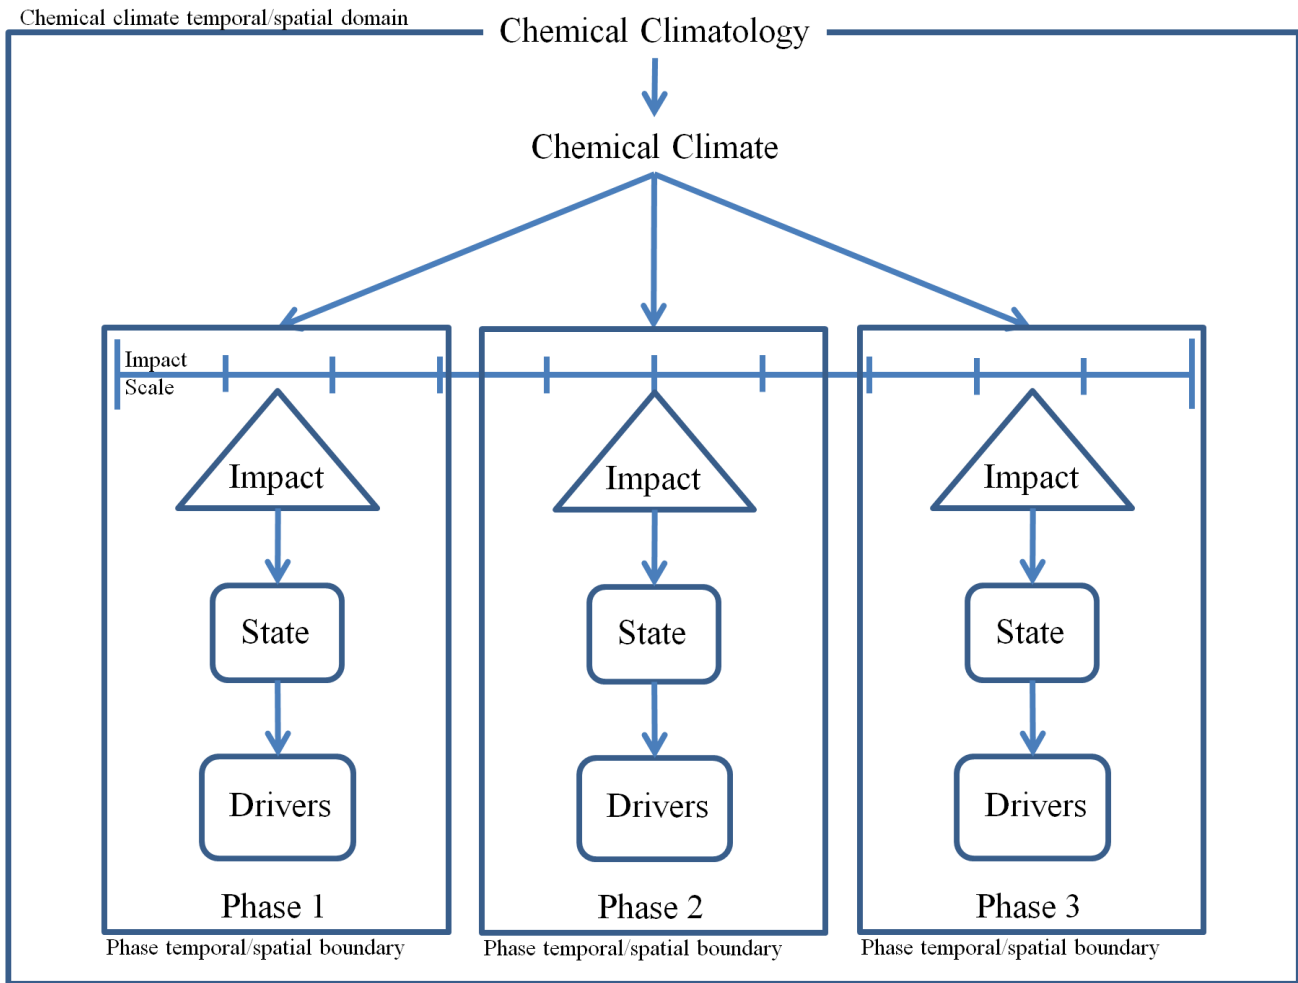 Chemical climate temporal/spatial domain
Chemical Climatology
Chemical Climate
Impact
Scale
Impact
Impact
Impact
State
State
State
Drivers
Drivers
Drivers
Phase 1
Phase 2
Phase 3
Phase temporal/spatial boundary
Phase temporal/spatial boundary
Phase temporal/spatial boundary